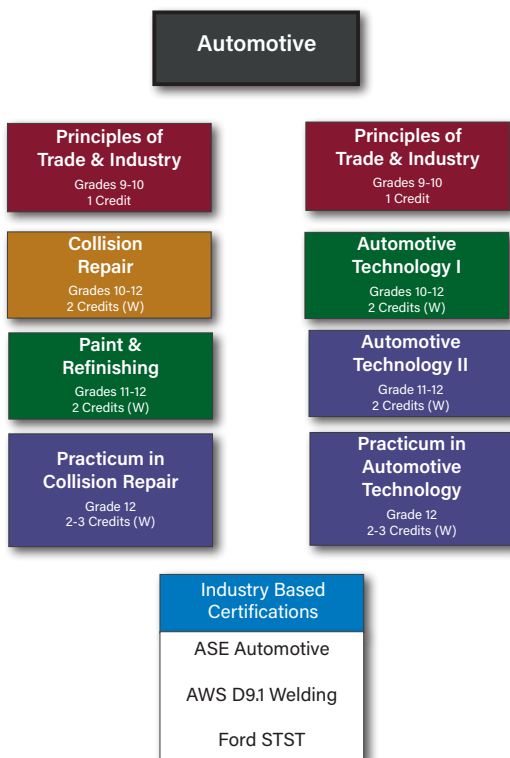 Automotive
Principles of
Trade & Industry
Grades 9-10
1 Credit
Collision
Repair
Grades 10-12
2 Credits (W)
Paint &
Refinishing
Grades 11-12
2 Credits (W)
Practicum in
Collision Repair
Grade 12
2-3 Credits (W)
Principles of
Trade & Industry
Grades 9-10
1 Credit
Automotive
Technology I
Grades 10-12
2 Credits (W)
Automotive
Technology II
Grade 11-12
2 Credits (W)
Practicum in
Automotive
Technology
Grade 12
2-3 Credits (W)
Industry Based
Certifications
ASE Automotive
AWS D9.1 Welding
Ford STST